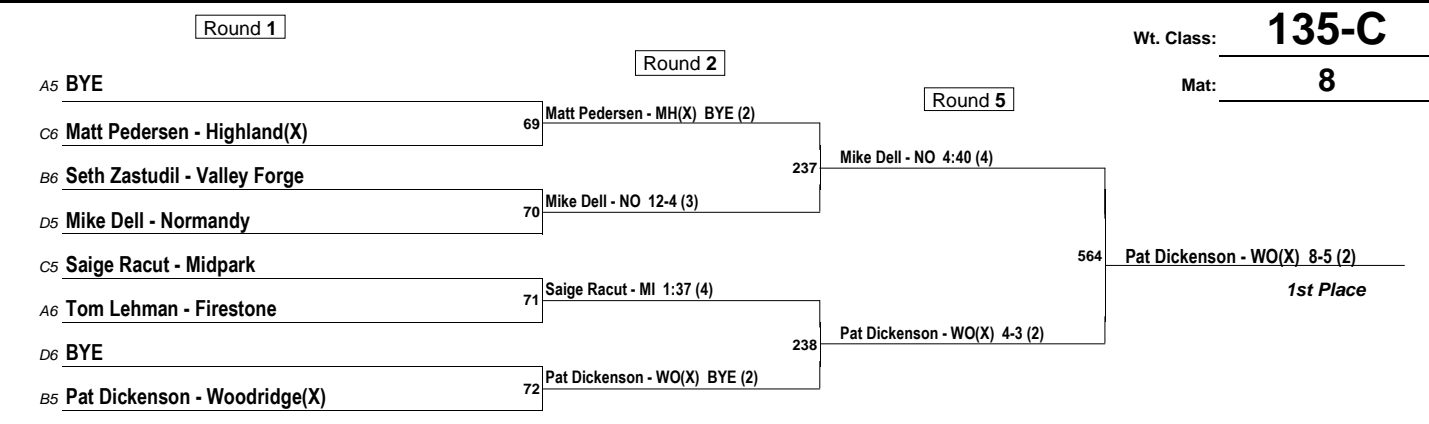 Round 1
Wt. Class: 135-C
Round 2
Mat: 8
Round 5
A5 BYE
Matt Pedersen - MH(X) BYE (2)
C6 Matt Pedersen - Highland(X)
69
Mike Dell - NO 4:40 (4)
237
B6 Seth Zastudil - Valley Forge
Mike Dell - NO 12-4 (3)
70
D5 Mike Dell - Normandy
564
Pat Dickenson - WO(X) 8-5 (2)
C5 Saige Racut - Midpark
1st Place
Saige Racut - MI 1:37 (4)
71
A6 Tom Lehman - Firestone
Pat Dickenson - WO(X) 4-3 (2)
238
D6 BYE
Pat Dickenson - WO(X) BYE (2)
72
B5 Pat Dickenson - Woodridge(X)